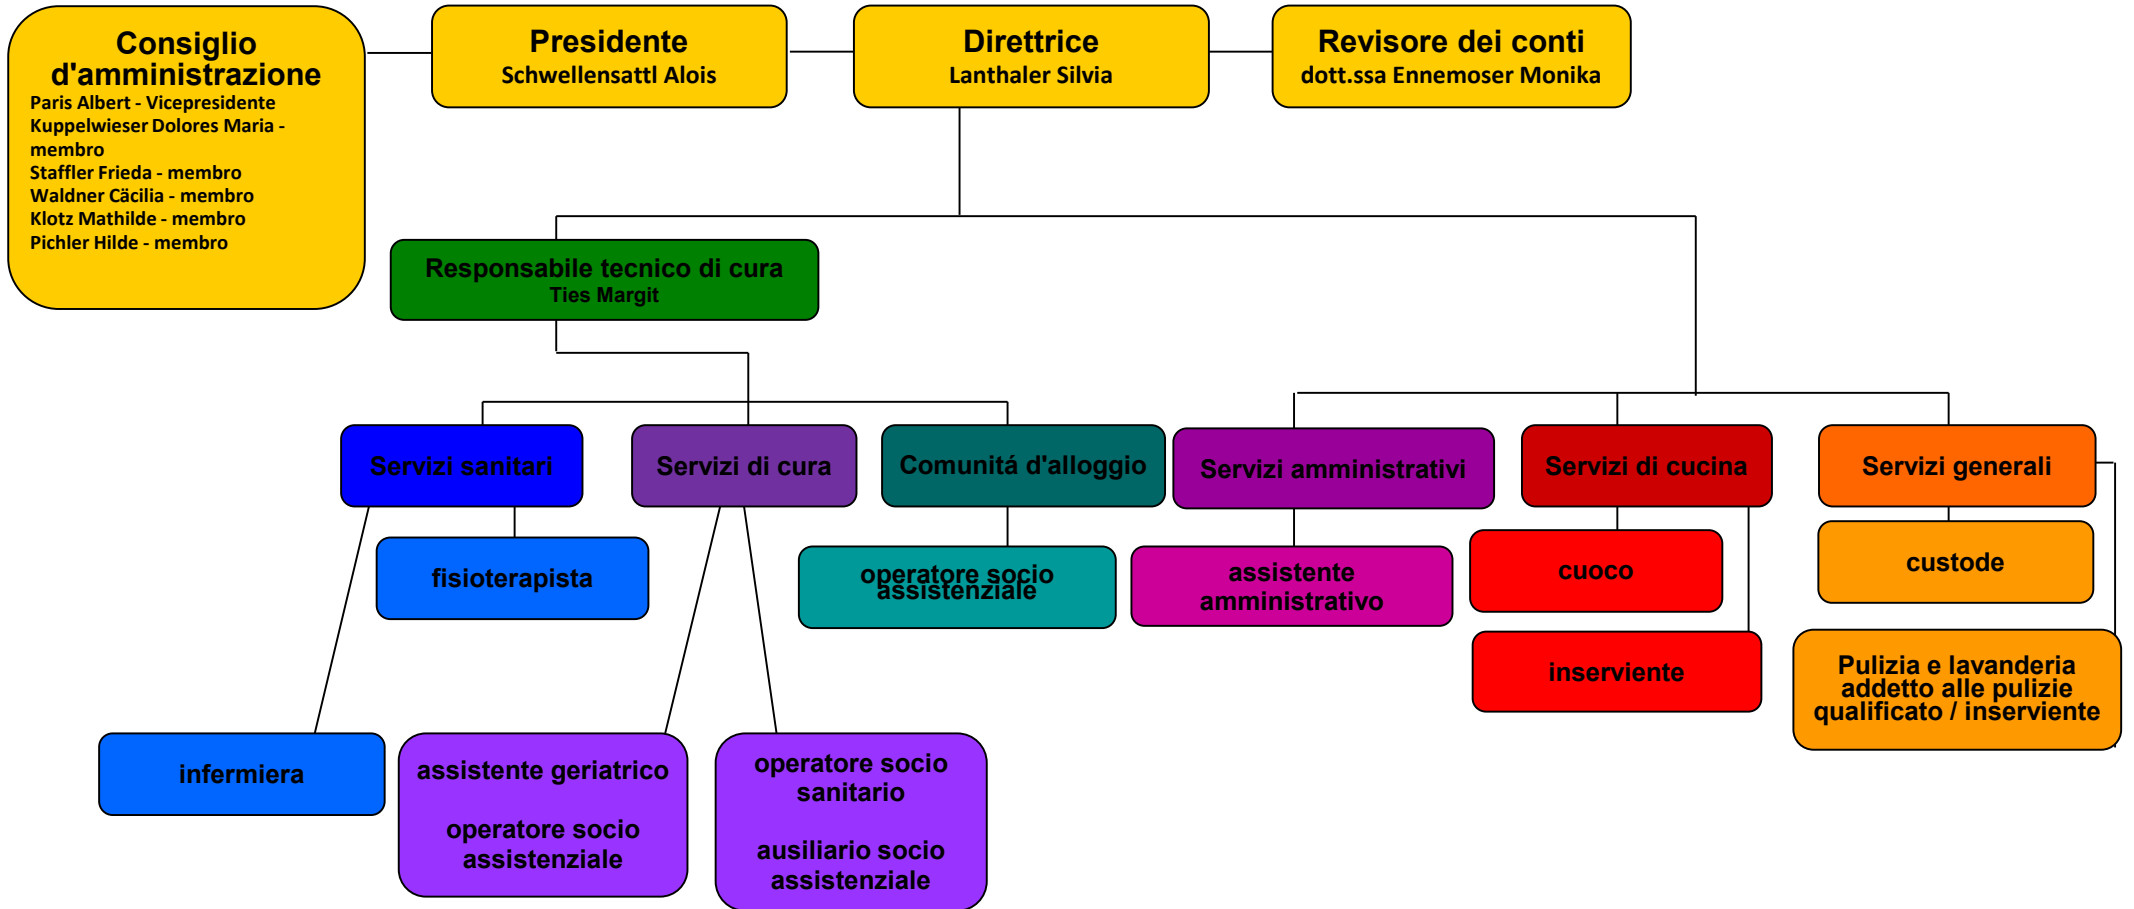 Consiglio
d'amministrazione
Paris Albert - Vicepresidente
Kuppelwieser Dolores Maria -
membro
Staffler Frieda - membro
Waldner Cäcilia - membro
Klotz Mathilde - membro
Pichler Hilde - membro
Presidente
Schwellensattl Alois
Direttrice
Lanthaler Silvia
Revisore dei conti
dott.ssa Ennemoser Monika
Responsabile tecnico di cura
Ties Margit
Servizi sanitari
Servizi di cura
Comunitá d'alloggio
Servizi amministrativi
Servizi di cucina
Servizi generali
fisioterapista
operatore socio
assistenziale
assistente
amministrativo
cuoco
custode
inserviente
Pulizia e lavanderia
addetto alle pulizie
qualificato / inserviente
infermiera
assistente geriatrico
operatore socio
assistenziale
operatore socio
sanitario
ausiliario socio
assistenziale